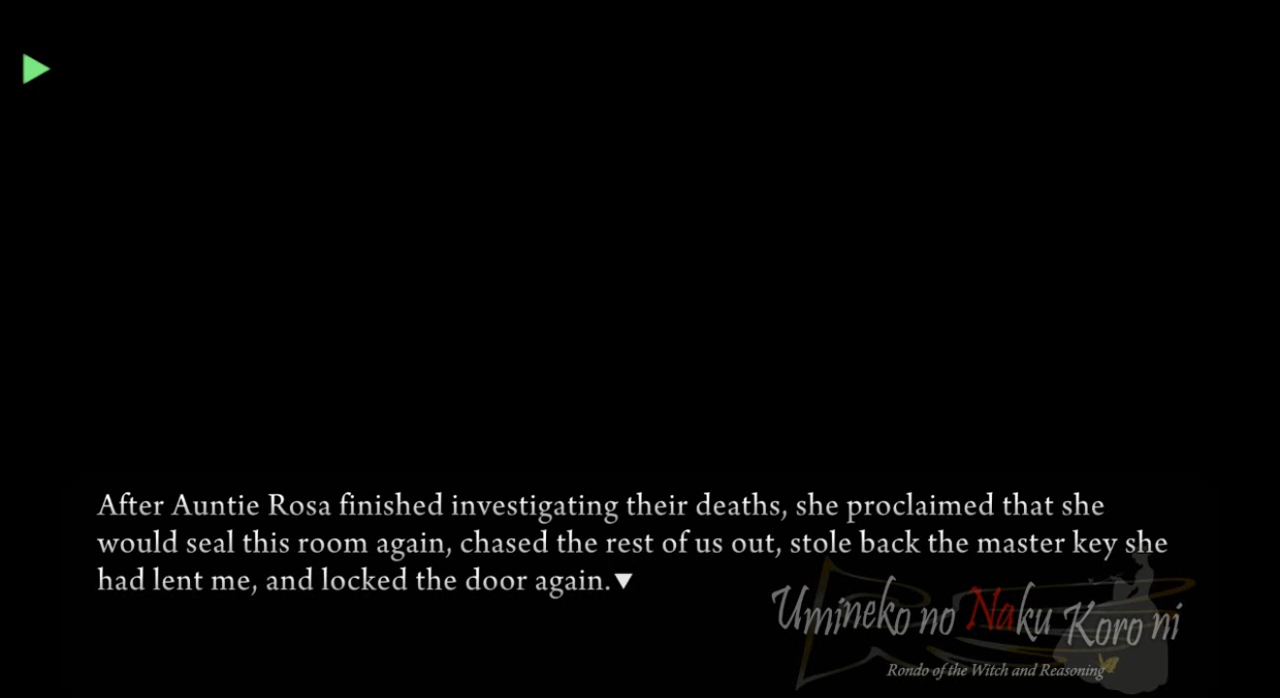 After Auntie Rosa finished investigating their deaths, she proclaimed that she
would seal this room again, chased the rest of us out, stole back the master key she
had lent me, and locked the door again.▼
Umineko no Naku Koro ni
Rondo of the Witch and Reasoning